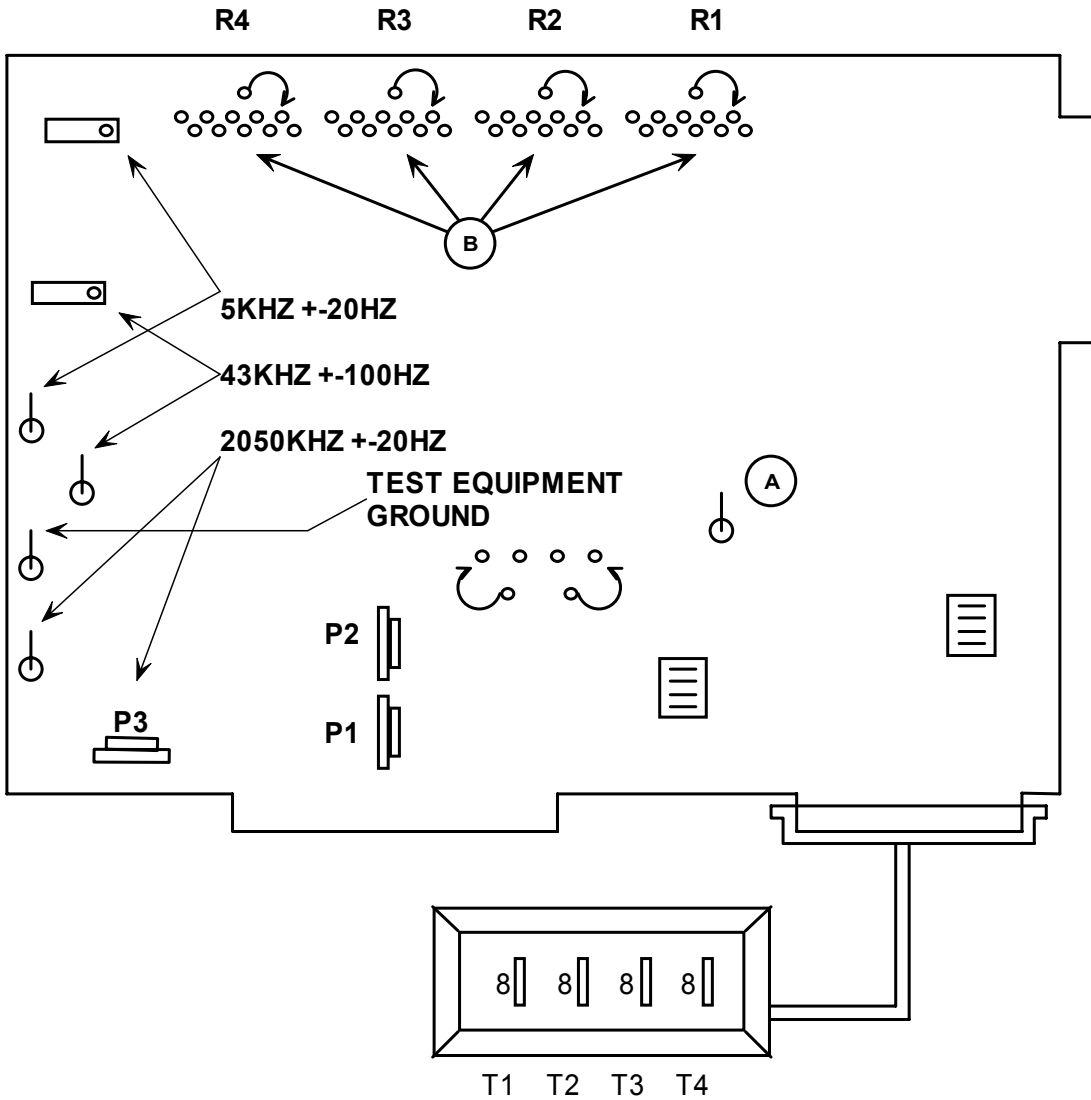 R4 R3 R2 R1
B
5KHZ +-20HZ
43KHZ +-100HZ
2050KHZ +-20HZ
TEST EQUIPMENT
GROUND
A
P2
P3
P1
8 8 8 8
T1 T2 T3 T4